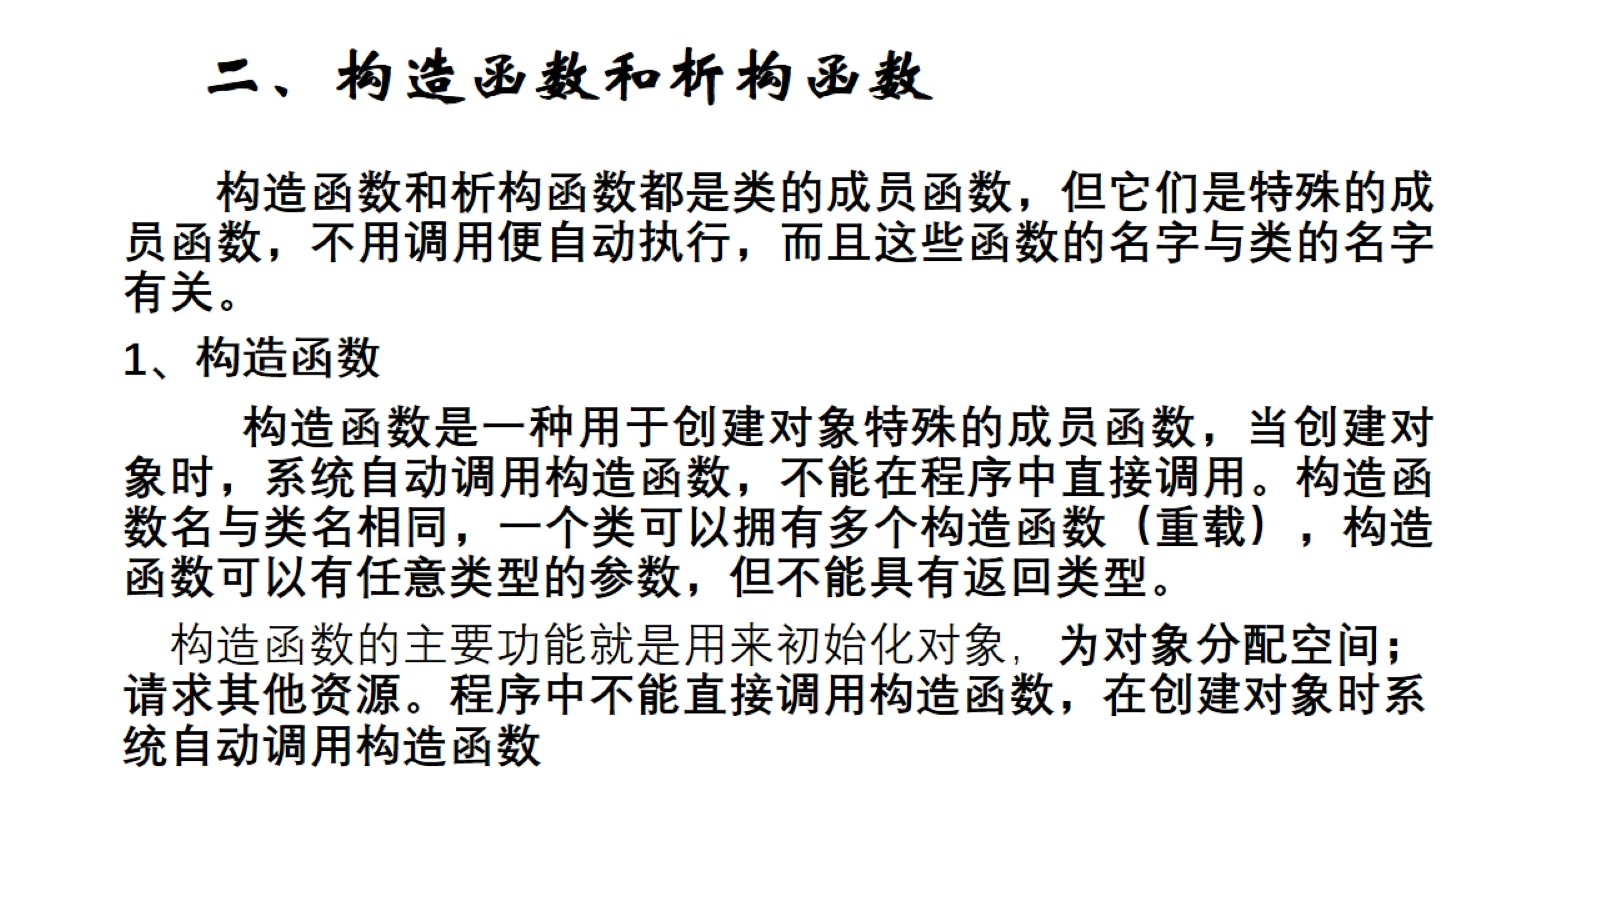 二、构造函数和析构函数
构造函数和析构函数都是类的成员函数，但它们是特殊的成
员函数，不用调用便自动执行，而且这些函数的名字与类的名字
有关。
1、构造函数
构造函数是一种用于创建对象特殊的成员函数，当创建对
象时，系统自动调用构造函数，不能在程序中直接调用。构造函
数名与类名相同，一个类可以拥有多个构造函数（重载），构造
函数可以有任意类型的参数，但不能具有返回类型。
构造函数的主要功能就是用来初始化对象，为对象分配空间；
请求其他资源。程序中不能直接调用构造函数，在创建对象时系
统自动调用构造函数